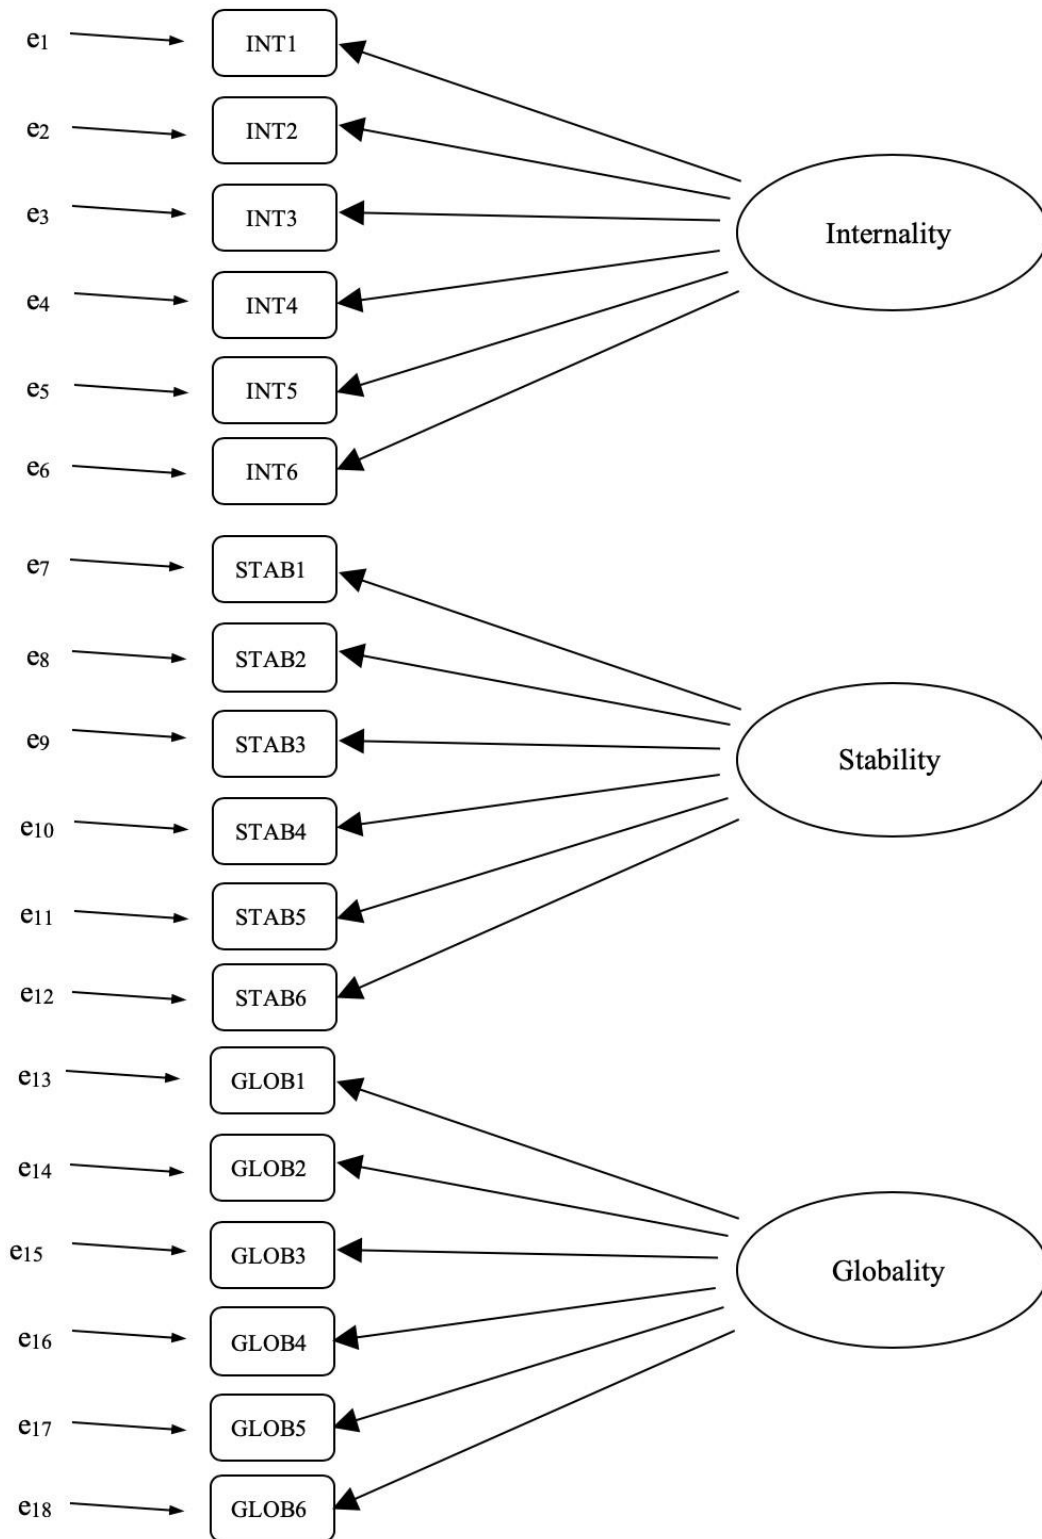 e1
INT1
e2
INT2
e3
INT3
Internality
e4
INT4
e5
INT5
e6
INT6
e7
STAB1
e8
STAB2
e9
STAB3
Stability
e10
STAB4
e11
STAB5
e12
STAB6
e13
GLOB1
e14
GLOB2
e15
GLOB3
Globality
e16
GLOB4
e17
GLOB5
e18
GLOB6